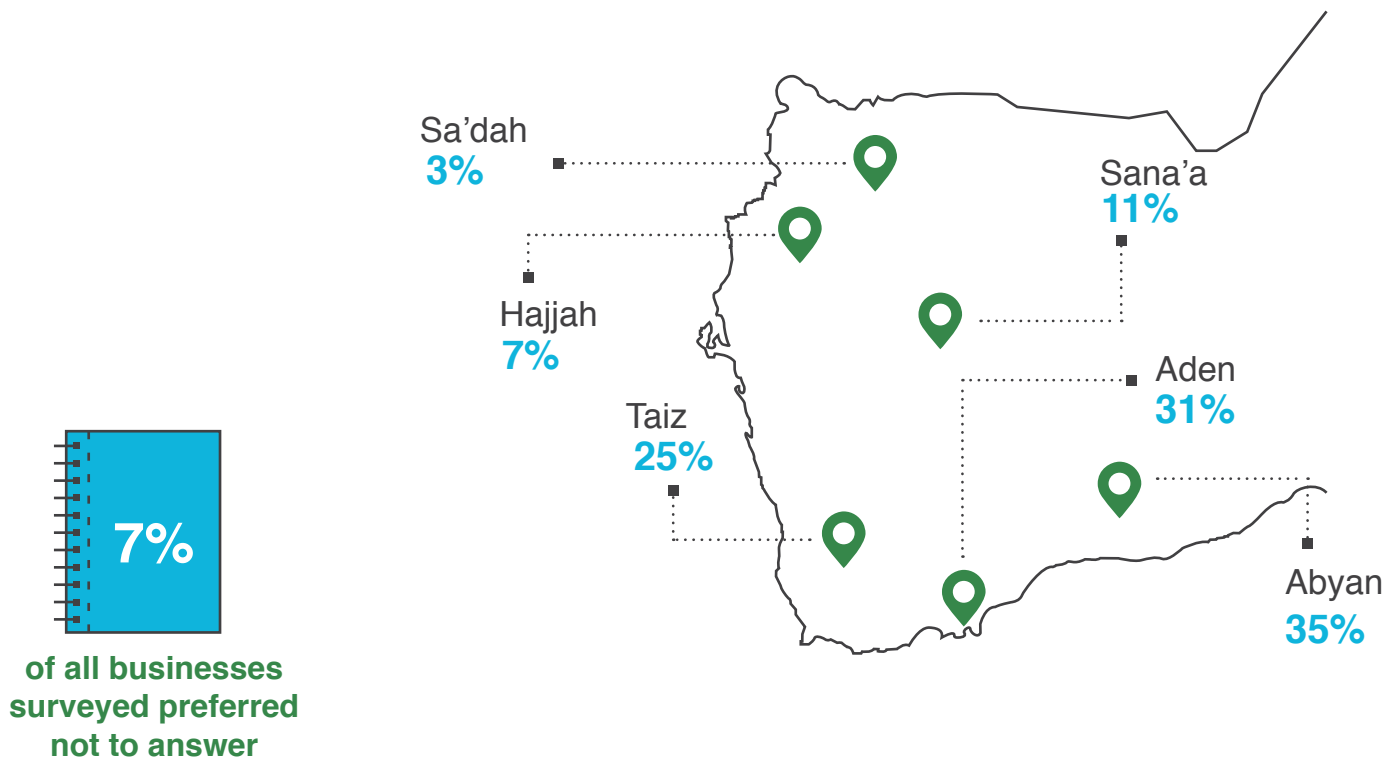 Sa’dah
3%
Sana’a
11%
Hajjah
7%
Aden
31%
Taiz
25%
Abyan
35%
7%
of all businesses
surveyed preferred
not to answer